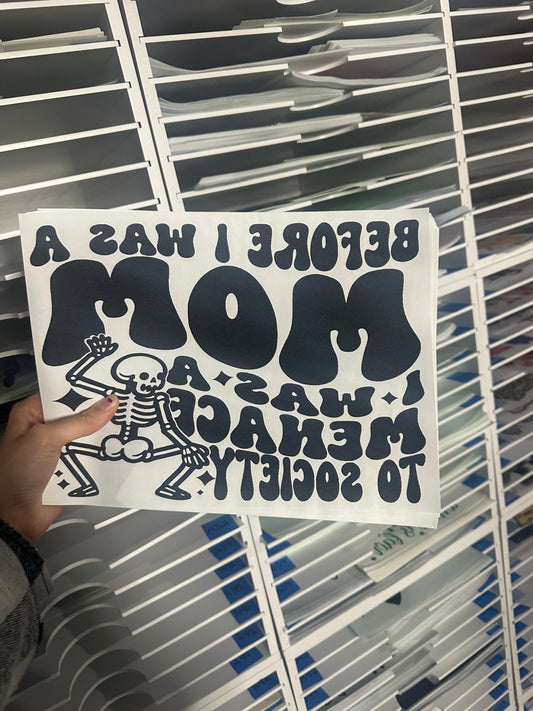 BEFORE I WAS A
MOM
I WAS A
MENACE
TO SOCIETY